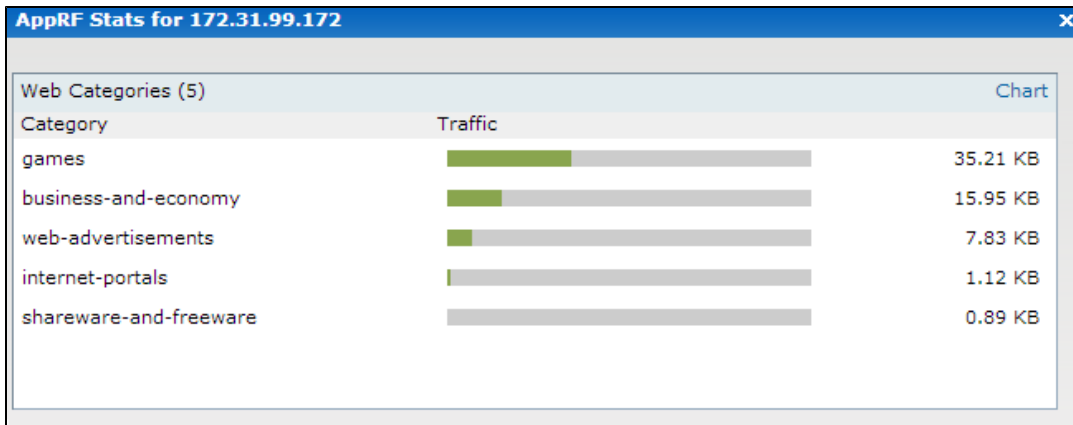 AppRF Stats for 172.31.99.172 x
Web Categories (5) Chart
Category Traffic
games 35.21 KB
business-and-economy 15.95 KB
web-advertisements 7.83 KB
internet-portals 1.12 KB
shareware-and-freeware 0.89 KB